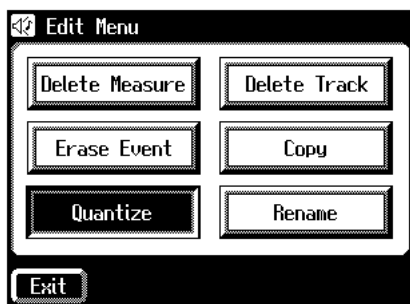 Edit Menu
Delete Measure Delete Track
Erase Event Copy
Quantize Rename
Exit